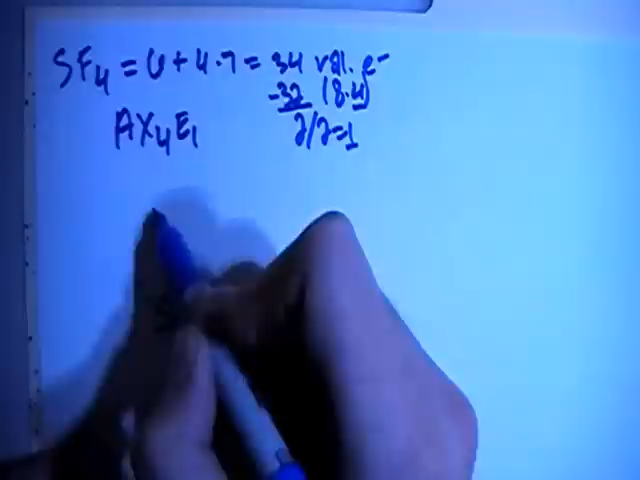 SF₄ = 6 + 4·7 = 34 val. e⁻
-32 (8·4)
AX₄E₁ 2/2=1